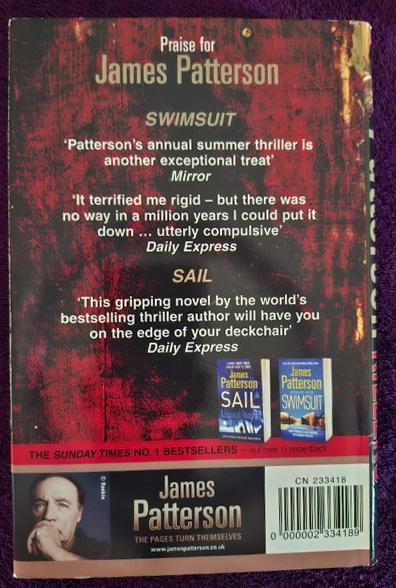 Praise for
James Patterson
SWIMSUIT
‘Patterson’s annual summer thriller is
another exceptional treat’
Mirror
‘It terrified me rigid – but there was
no way in a million years I could put it
down ... utterly compulsive’
Daily Express
SAIL
‘This gripping novel by the world’s
bestselling thriller author will have you
on the edge of your deckchair’
Daily Express
James
Patterson
SAIL
James
Patterson
SWIMSUIT
THE SUNDAY TIMES NO. 1 BESTSELLERS – out now in paperback
© Rankin
James
Patterson
THE PAGES TURN THEMSELVES
www.jamespatterson.co.uk
CN 233418
0 000002 334189